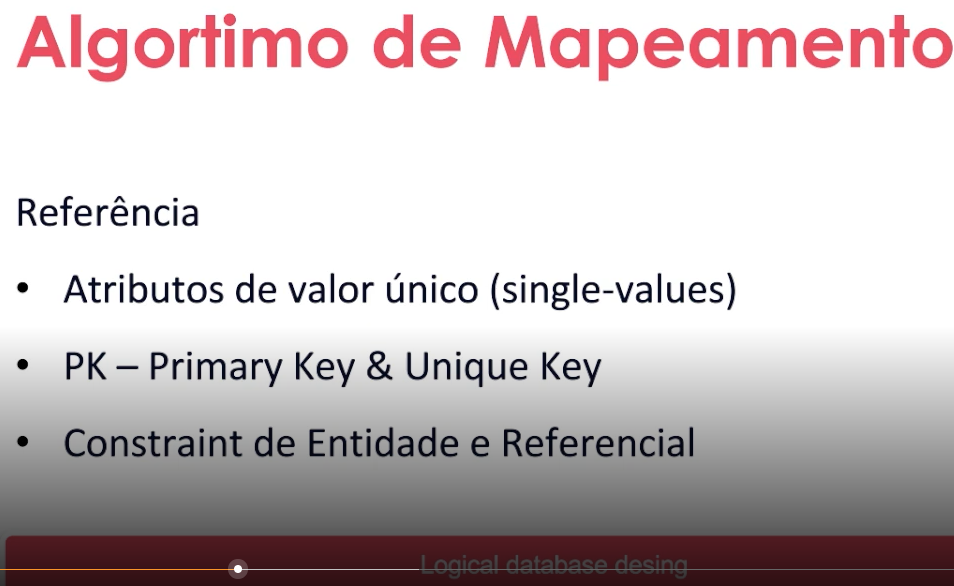 Algortimo de Mapeamento
Referência
• Atributos de valor único (single-values)
• PK – Primary Key & Unique Key
• Constraint de Entidade e Referencial
Logical database desing